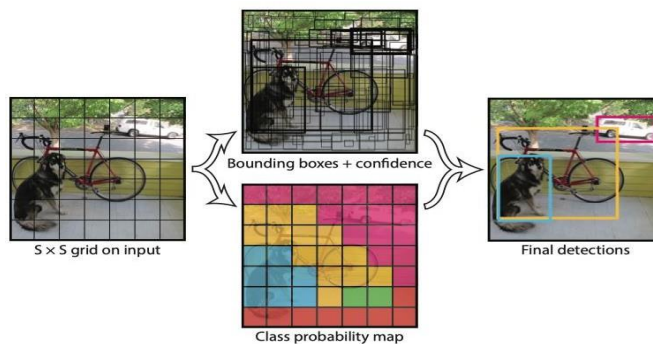 S × S grid on input
Bounding boxes + confidence
Class probability map
Final detections